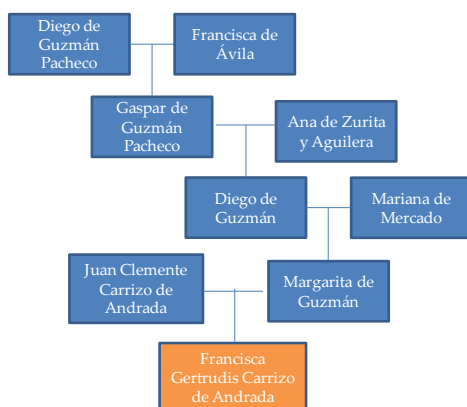 Diego de
Guzmán
Pacheco
Francisca de
Ávila
Gaspar de
Guzmán
Pacheco
Ana de Zurita
y Aguilera
Diego de
Guzmán
Mariana de
Mercado
Juan Clemente
Carrizo de
Andrada
Margarita de
Guzmán
Francisca
Gertrudis Carrizo
de Andrada